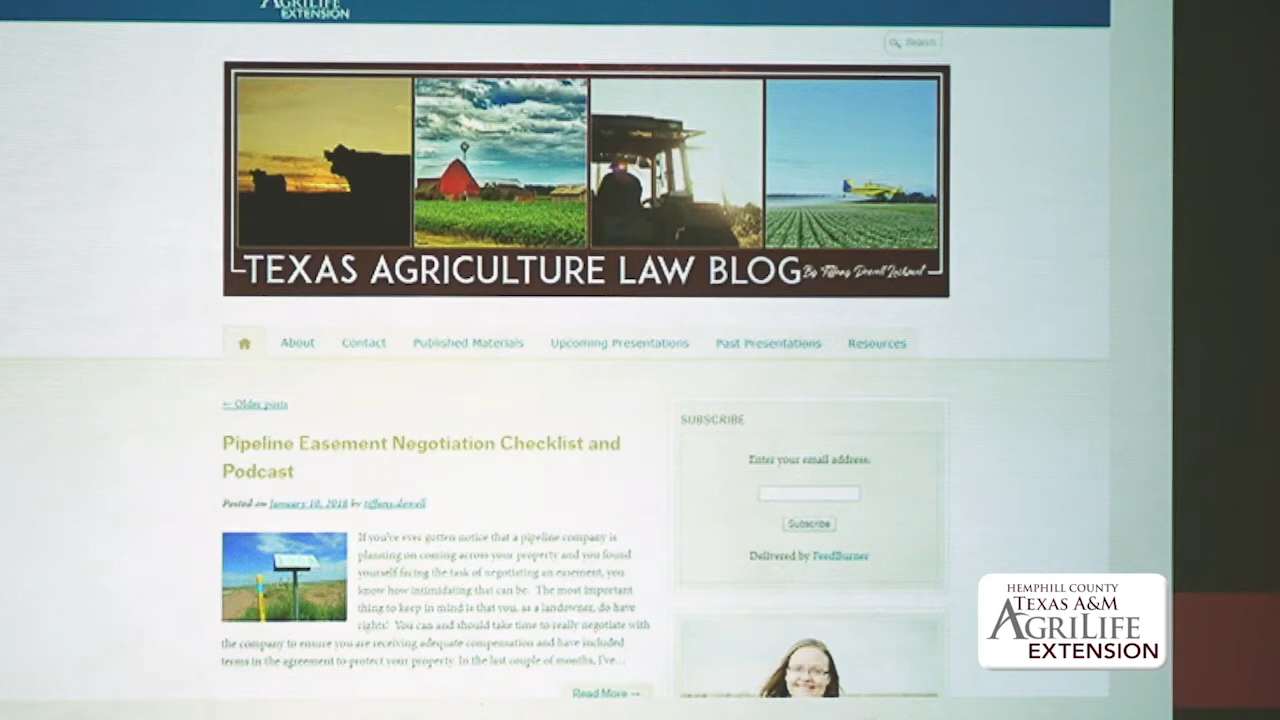 AGRILIFE
EXTENSION
Search
TEXAS AGRICULTURE LAW BLOG By Tiffany Dowell Lashmet
About Contact Published Materials Upcoming Presentations Past Presentations Resources
← Older posts
Pipeline Easement Negotiation Checklist and
Podcast
Posted on January 10, 2018 by tiffany.dowell
If you've ever gotten notice that a pipeline company is
planning on coming across your property and you found
yourself facing the task of negotiating an easement, you
know how intimidating that can be. The most important
thing to keep in mind is that you, as a landowner, do have
rights! You can and should take time to really negotiate with
the company to ensure you are receiving adequate compensation and have included
terms in the agreement to protect your property. In the last couple of months, I've...
Read More →
SUBSCRIBE
Enter your email address:
Subscribe
Delivered by FeedBurner
HEMPHILL COUNTY
TEXAS A&M
AGRILIFE
EXTENSION